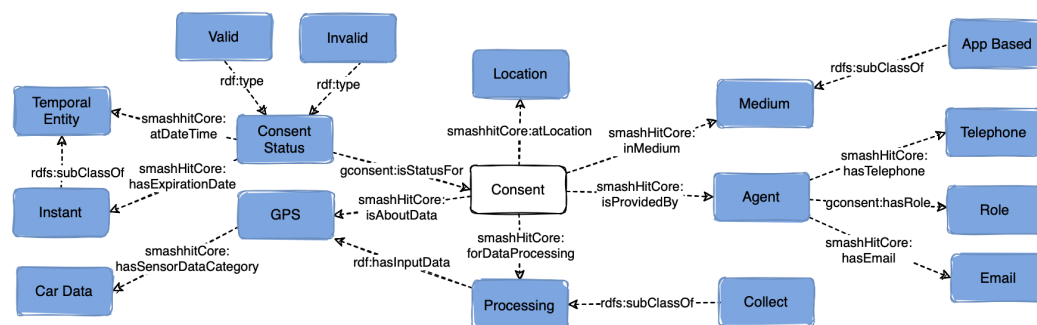 Valid
Invalid
App Based
rdf:type
rdf:type
Location
rdfs:subClassOf
Temporal
Entity
smashhitCore:
atDateTime
Consent
Status
Medium
smashhitCore:atLocation
smashHitCore:
inMedium
Telephone
smashHitCore:
hasTelephone
rdfs:subClassOf
smashHitCore:
hasExpirationDate
gconsent:isStatusFor
Consent
smashHitCore:
isProvidedBy
Agent
Instant
GPS
smashHitCore:
isAboutData
gconsent:hasRole
Role
smashHitCore:
hasSensorDataCategory
rdf:hasInputData
smashHitCore:
forDataProcessing
smashHitCore:
hasEmail
Car Data
Processing
rdfs:subClassOf
Collect
Email